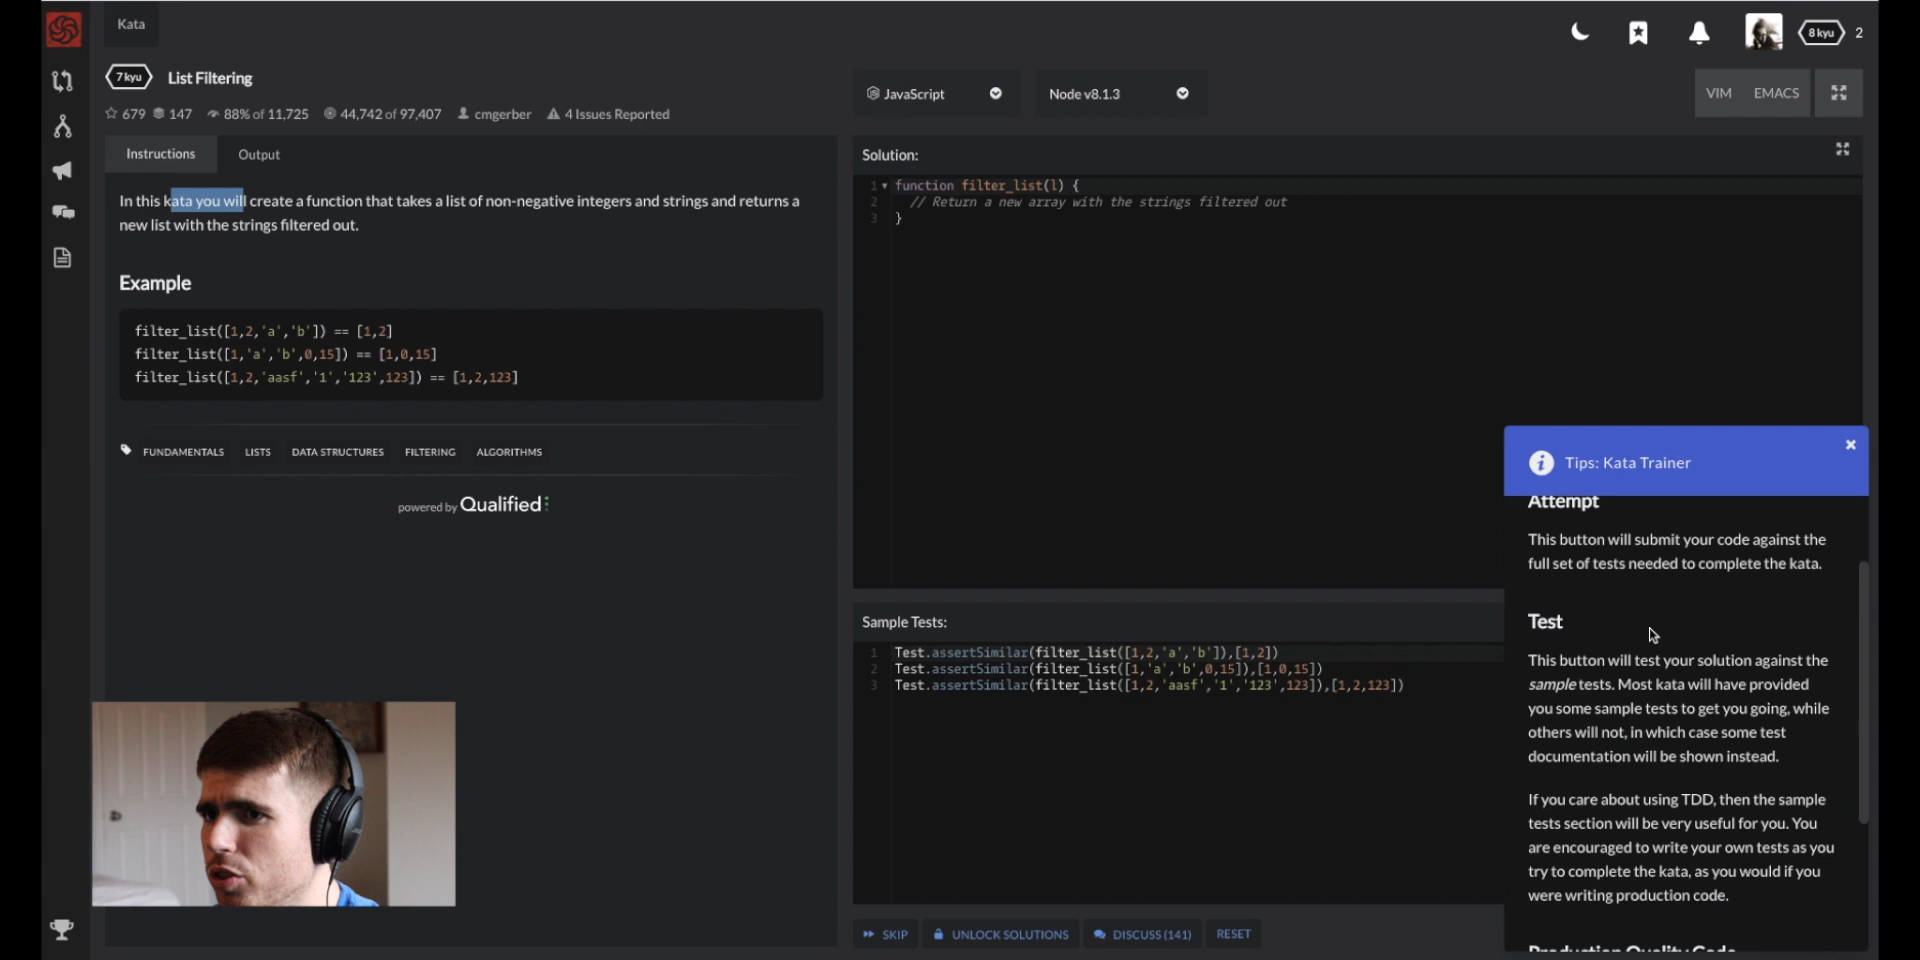 Kata
8 kyu 2
7 kyu List Filtering
679 147 88% of 11,725 44,742 of 97,407 cmgerber 4 Issues Reported
JavaScript Node v8.1.3 VIM EMACS
Instructions Output
In this kata you will create a function that takes a list of non-negative integers and strings and returns a
new list with the strings filtered out.
Example
filter_list([1,2,'a','b']) == [1,2]
filter_list([1,'a','b',0,15]) == [1,0,15]
filter_list([1,2,'aasf','1','123',123]) == [1,2,123]
FUNDAMENTALS LISTS DATA STRUCTURES FILTERING ALGORITHMS
powered by Qualified
Solution:
1 function filter_list(l) {
2 // Return a new array with the strings filtered out
3 }
Sample Tests:
1 Test.assertSimilar(filter_list([1,2,'a','b']),[1,2])
2 Test.assertSimilar(filter_list([1,'a','b',0,15]),[1,0,15])
3 Test.assertSimilar(filter_list([1,2,'aasf','1','123',123]),[1,2,123])
SKIP UNLOCK SOLUTIONS DISCUSS (141) RESET
i Tips: Kata Trainer
Attempt
This button will submit your code against the
full set of tests needed to complete the kata.
Test
This button will test your solution against the
sample tests. Most kata will have provided
you some sample tests to get you going, while
others will not, in which case some test
documentation will be shown instead.
If you care about using TDD, then the sample
tests section will be very useful for you. You
are encouraged to write your own tests as you
try to complete the kata, as you would if you
were writing production code.
Production Quality Code